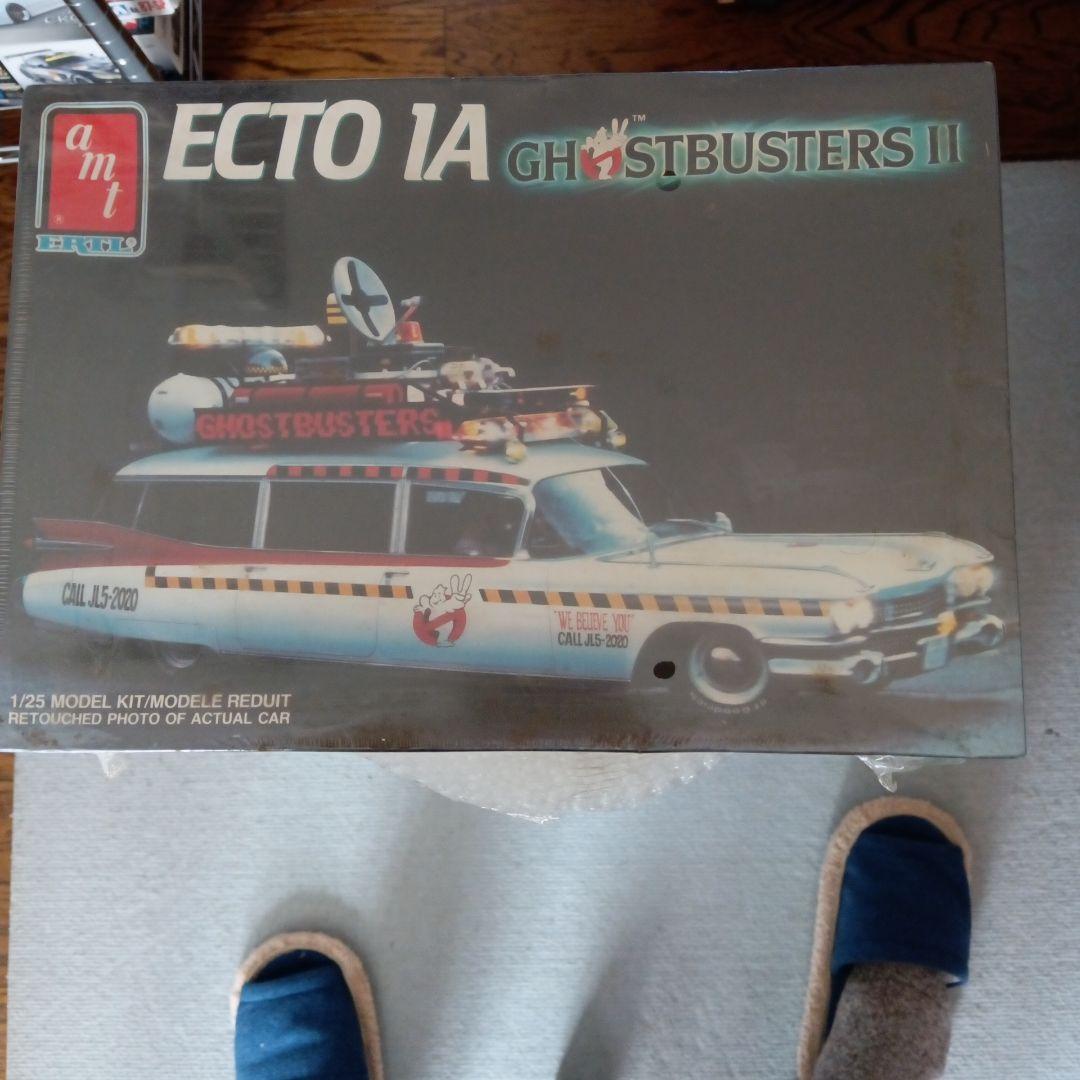 amt
®
ERTL®
ECTO 1A
GHOSTBUSTERS II
™
GHOSTBUSTERS
CALL JL5-2020
"WE BELIEVE YOU"
CALL JL5-2020
1/25 MODEL KIT/MODELE REDUIT
RETOUCHED PHOTO OF ACTUAL CAR